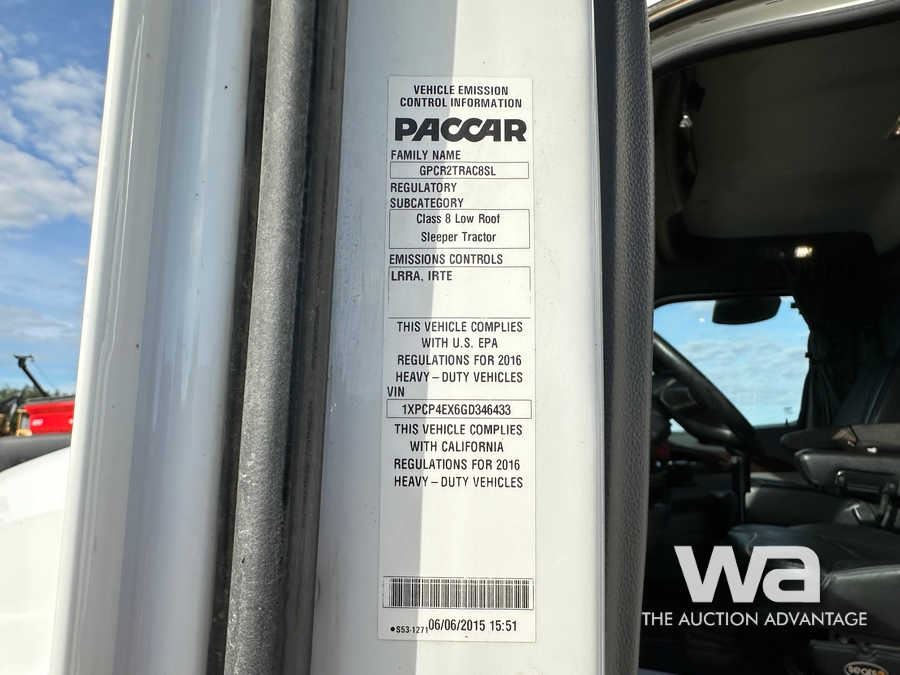 VEHICLE EMISSION
CONTROL INFORMATION
PACCAR
FAMILY NAME
GPCR2TRAC8SL
REGULATORY
SUBCATEGORY
Class 8 Low Roof
Sleeper Tractor
EMISSIONS CONTROLS
LRRA, IRTE
THIS VEHICLE COMPLIES
WITH U.S. EPA
REGULATIONS FOR 2016
HEAVY – DUTY VEHICLES
VIN
1XPCP4EX6GD346433
THIS VEHICLE COMPLIES
WITH CALIFORNIA
REGULATIONS FOR 2016
HEAVY – DUTY VEHICLES
●S53-1271 06/06/2015 15:51
wa
THE AUCTION ADVANTAGE